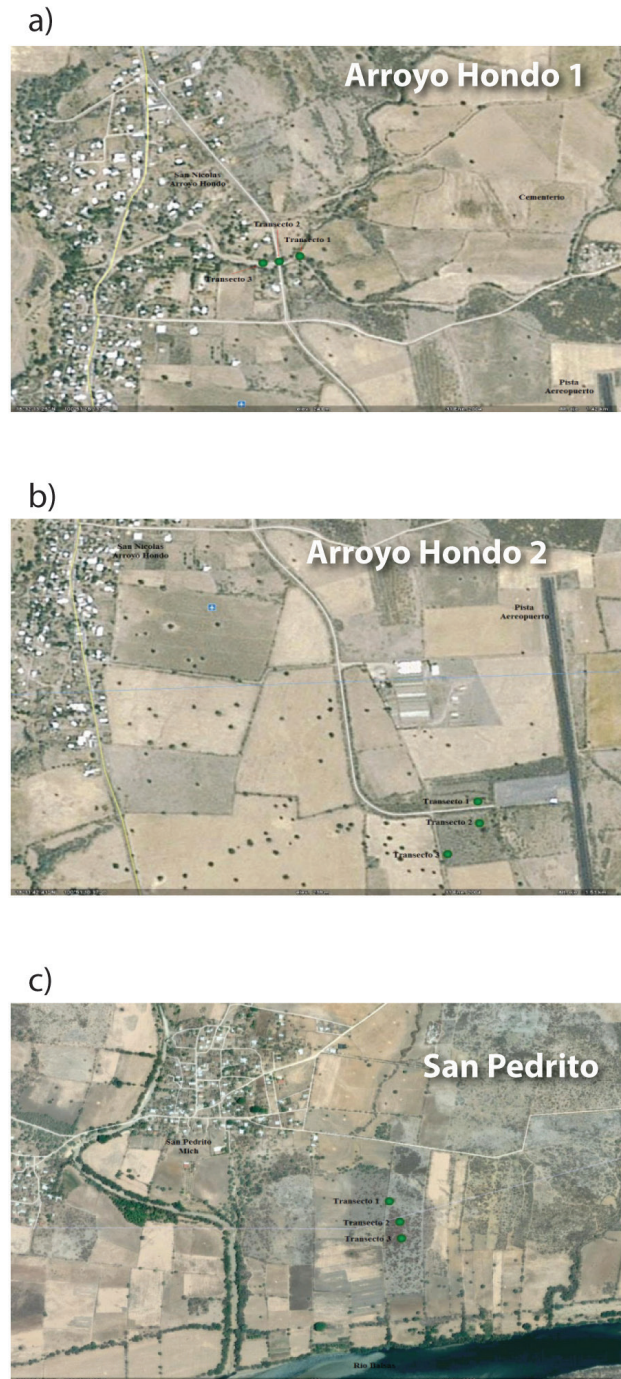 a)
Arroyo Hondo 1
San Nicolas
Arroyo Hondo
Cementerio
Transecto 2
Transecto 1
Transecto 3
Pista
Aereopuerto
b)
San Nicolas
Arroyo Hondo
Arroyo Hondo 2
Pista
Aereopuerto
Transecto 1
Transecto 2
Transecto 3
c)
San Pedrito
San Pedrito
Mich
Transecto 1
Transecto 2
Transecto 3
Rio Balsas